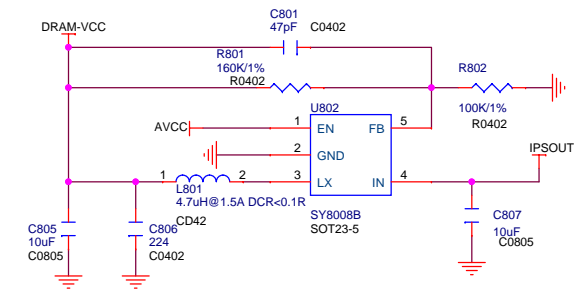 C801
DRAM-VCC
47pF
C0402
R801
160K/1%
R0402
R802
100K/1%
R0402
U802
AVCC
1
EN
FB
5
2
GND
IPSOUT
1
2
3
LX
IN
4
L801
4.7uH@1.5A DCR<0.1R
CD42
SY8008B
SOT23-5
C805
10uF
C0805
C806
224
C0402
C807
10uF
C0805